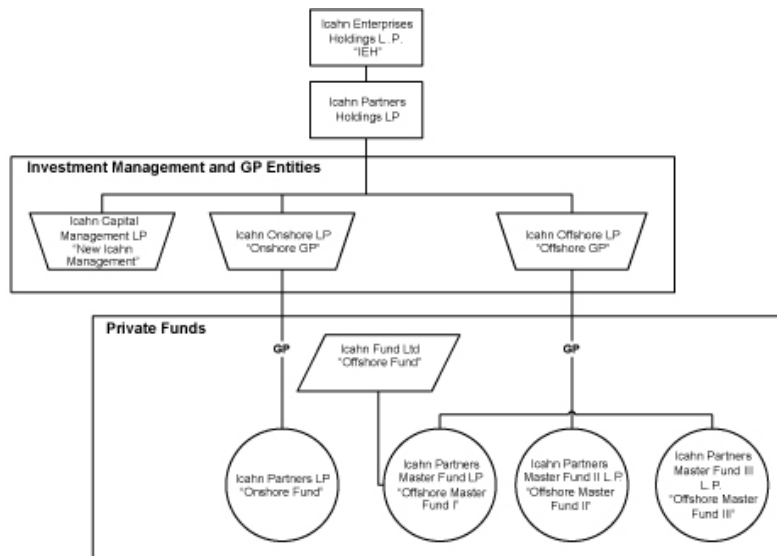 Icahn Enterprises
Holdings L.P.
"IEH"
Icahn Partners
Holdings LP
Investment Management and GP Entities
Icahn Capital
Management LP
"New Icahn
Management"
Icahn Onshore LP
"Onshore GP"
Icahn Offshore LP
"Offshore GP"
Private Funds
GP
Icahn Fund Ltd
"Offshore Fund"
GP
Icahn Partners LP
"Onshore Fund"
Icahn Partners
Master Fund LP
"Offshore Master
Fund I"
Icahn Partners
Master Fund II L.P.
"Offshore Master
Fund II"
Icahn Partners
Master Fund III
L.P.
"Offshore Master
Fund III"